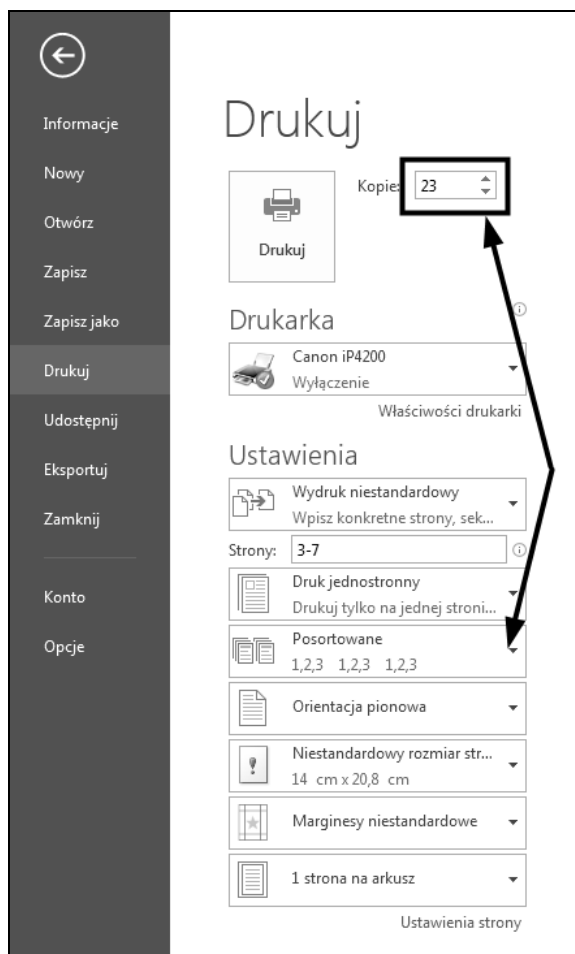 Informacje
Nowy
Otwórz
Zapisz
Zapisz jako
Drukuj
Udostępnij
Eksportuj
Zamknij
Konto
Opcje
Drukuj
Drukuj
Kopie: 23
Drukarka
Canon iP4200
Wyłączenie
Właściwości drukarki
Ustawienia
Wydruk niestandardowy
Wpisz konkretne strony, sek...
Strony: 3-7
Druk jednostronny
Drukuj tylko na jednej stroni...
Posortowane
1,2,3 1,2,3 1,2,3
Orientacja pionowa
Niestandardowy rozmiar str...
14 cm x 20,8 cm
Marginesy niestandardowe
1 strona na arkusz
Ustawienia strony